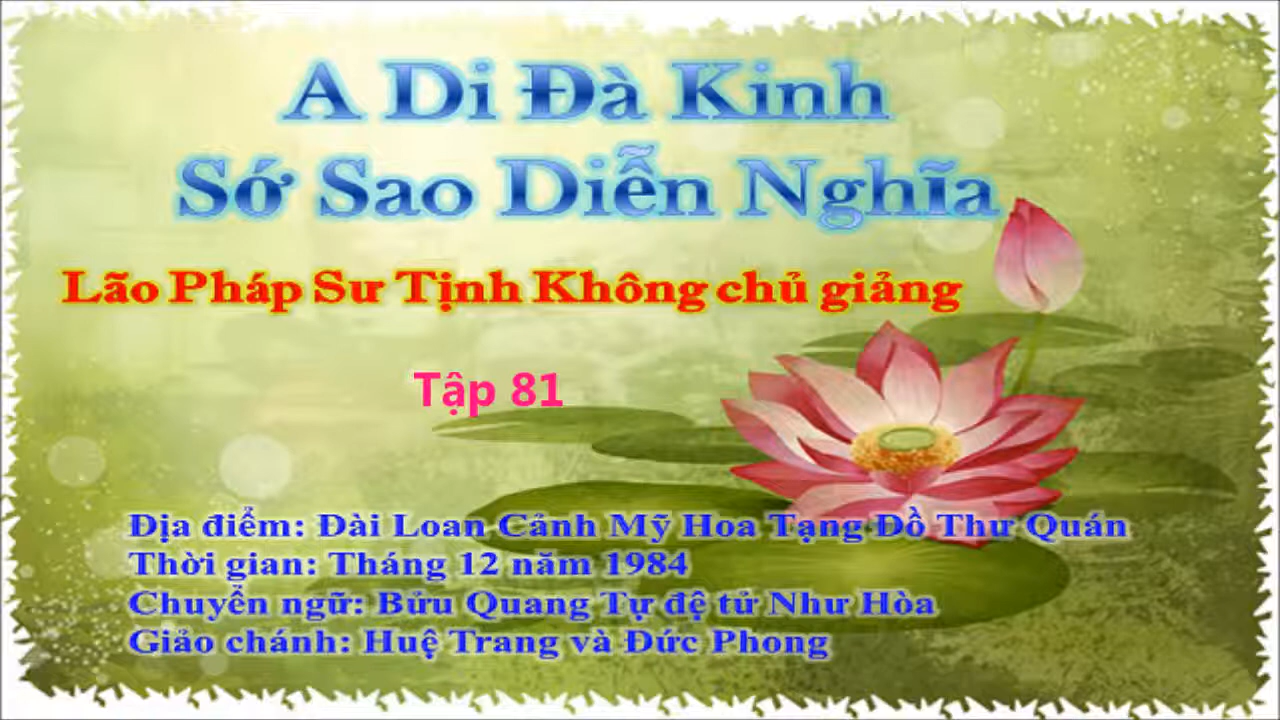 A Di Đà Kinh
Sớ Sao Diễn Nghĩa
Lão Pháp Sư Tịnh Không chủ giảng
Tập 81
Địa điểm: Đài Loan Cảnh Mỹ Hoa Tạng Đồ Thư Quán
Thời gian: Tháng 12 năm 1984
Chuyển ngữ: Bửu Quang Tự đệ tử Như Hòa
Giảo chánh: Huệ Trang và Đức Phong